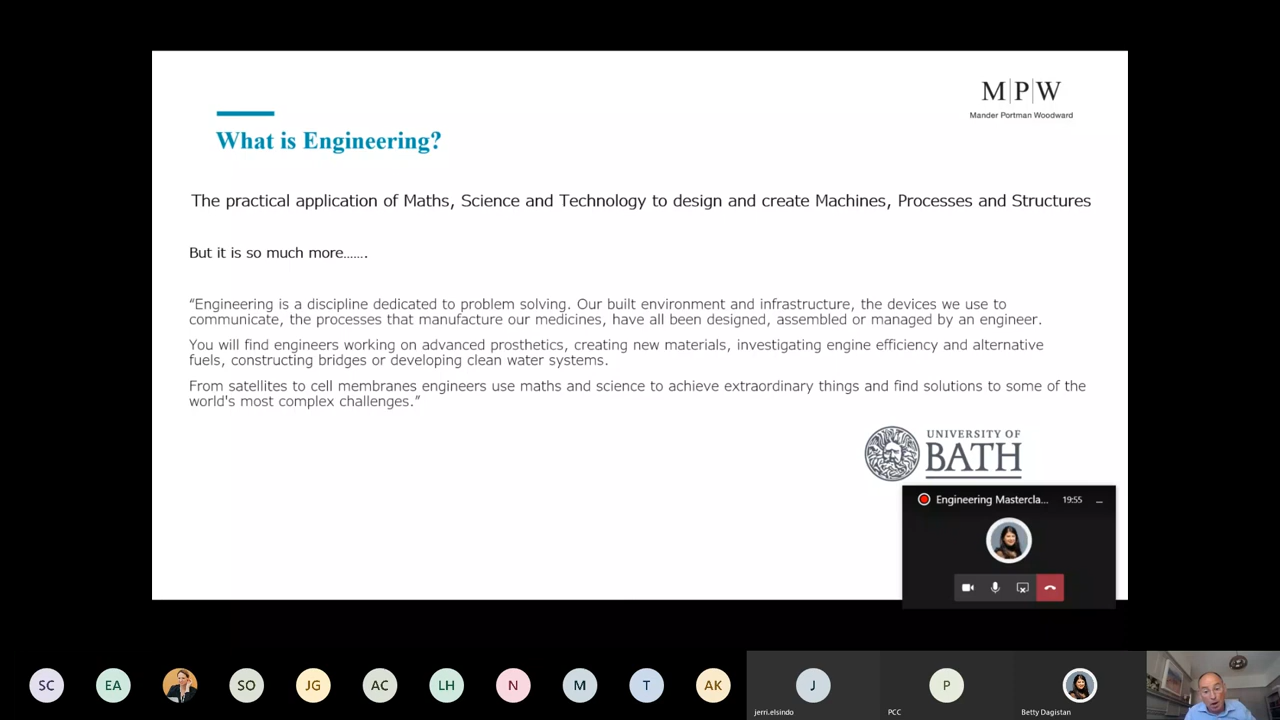 M|P|W
Mander Portman Woodward
What is Engineering?
The practical application of Maths, Science and Technology to design and create Machines, Processes and Structures
But it is so much more.......
“Engineering is a discipline dedicated to problem solving. Our built environment and infrastructure, the devices we use to
communicate, the processes that manufacture our medicines, have all been designed, assembled or managed by an engineer.
You will find engineers working on advanced prosthetics, creating new materials, investigating engine efficiency and alternative
fuels, constructing bridges or developing clean water systems.
From satellites to cell membranes engineers use maths and science to achieve extraordinary things and find solutions to some of the
world's most complex challenges.”
UNIVERSITY OF
BATH
Engineering Mastercla... 19:55
SC EA SO JG AC LH N M T AK J P
jerri.elsindo PCC Betty Dagistan